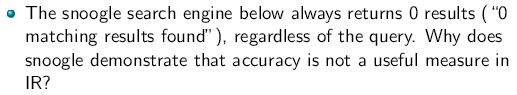 The snoogle search engine below always returns 0 results (“0
matching results found”), regardless of the query. Why does
snoogle demonstrate that accuracy is not a useful measure in
IR?